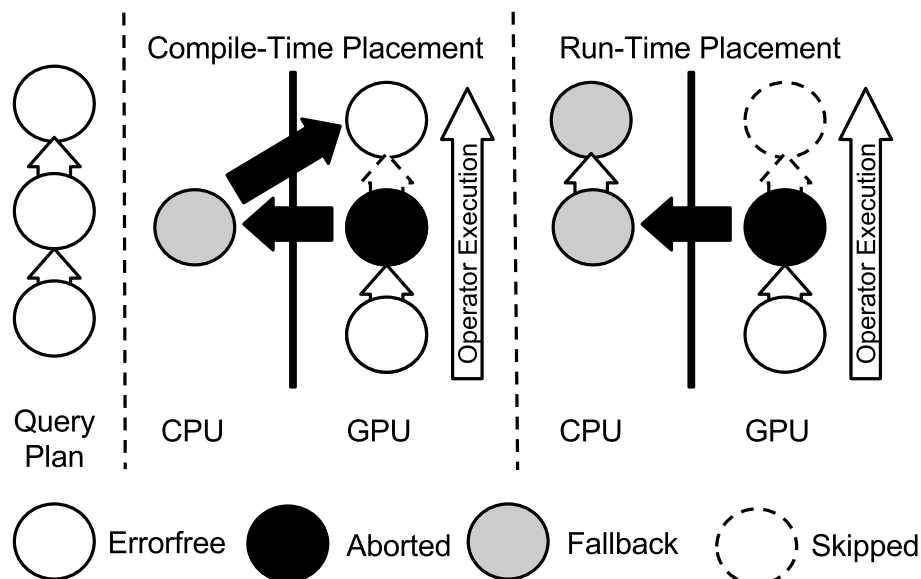 Compile-Time Placement
Run-Time Placement
Operator Execution
Operator Execution
Query
Plan
CPU
GPU
CPU
GPU
Errorfree
Aborted
Fallback
Skipped